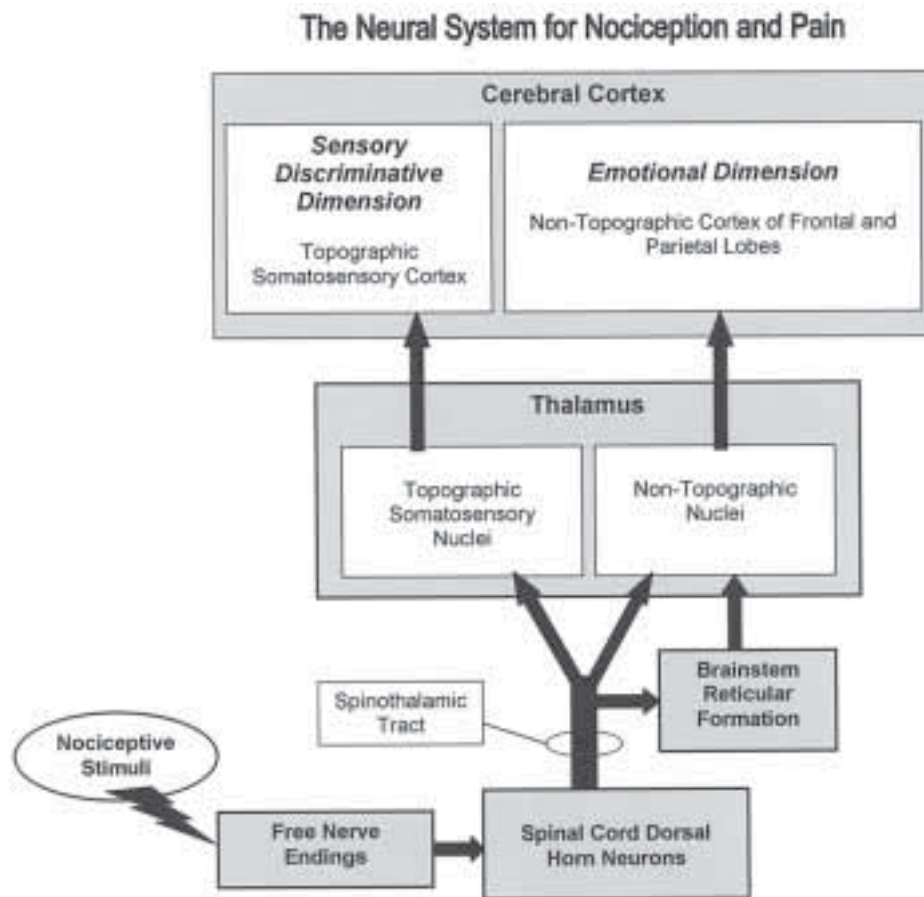 The Neural System for Nociception and Pain
Cerebral Cortex
Sensory
Discriminative
Dimension
Topographic
Somatosensory Cortex
Emotional Dimension
Non-Topographic Cortex of Frontal and
Parietal Lobes
Thalamus
Topographic
Somatosensory
Nuclei
Non-Topographic
Nuclei
Brainstem
Reticular
Formation
Spinothalamic
Tract
Nociceptive
Stimuli
Free Nerve
Endings
Spinal Cord Dorsal
Horn Neurons